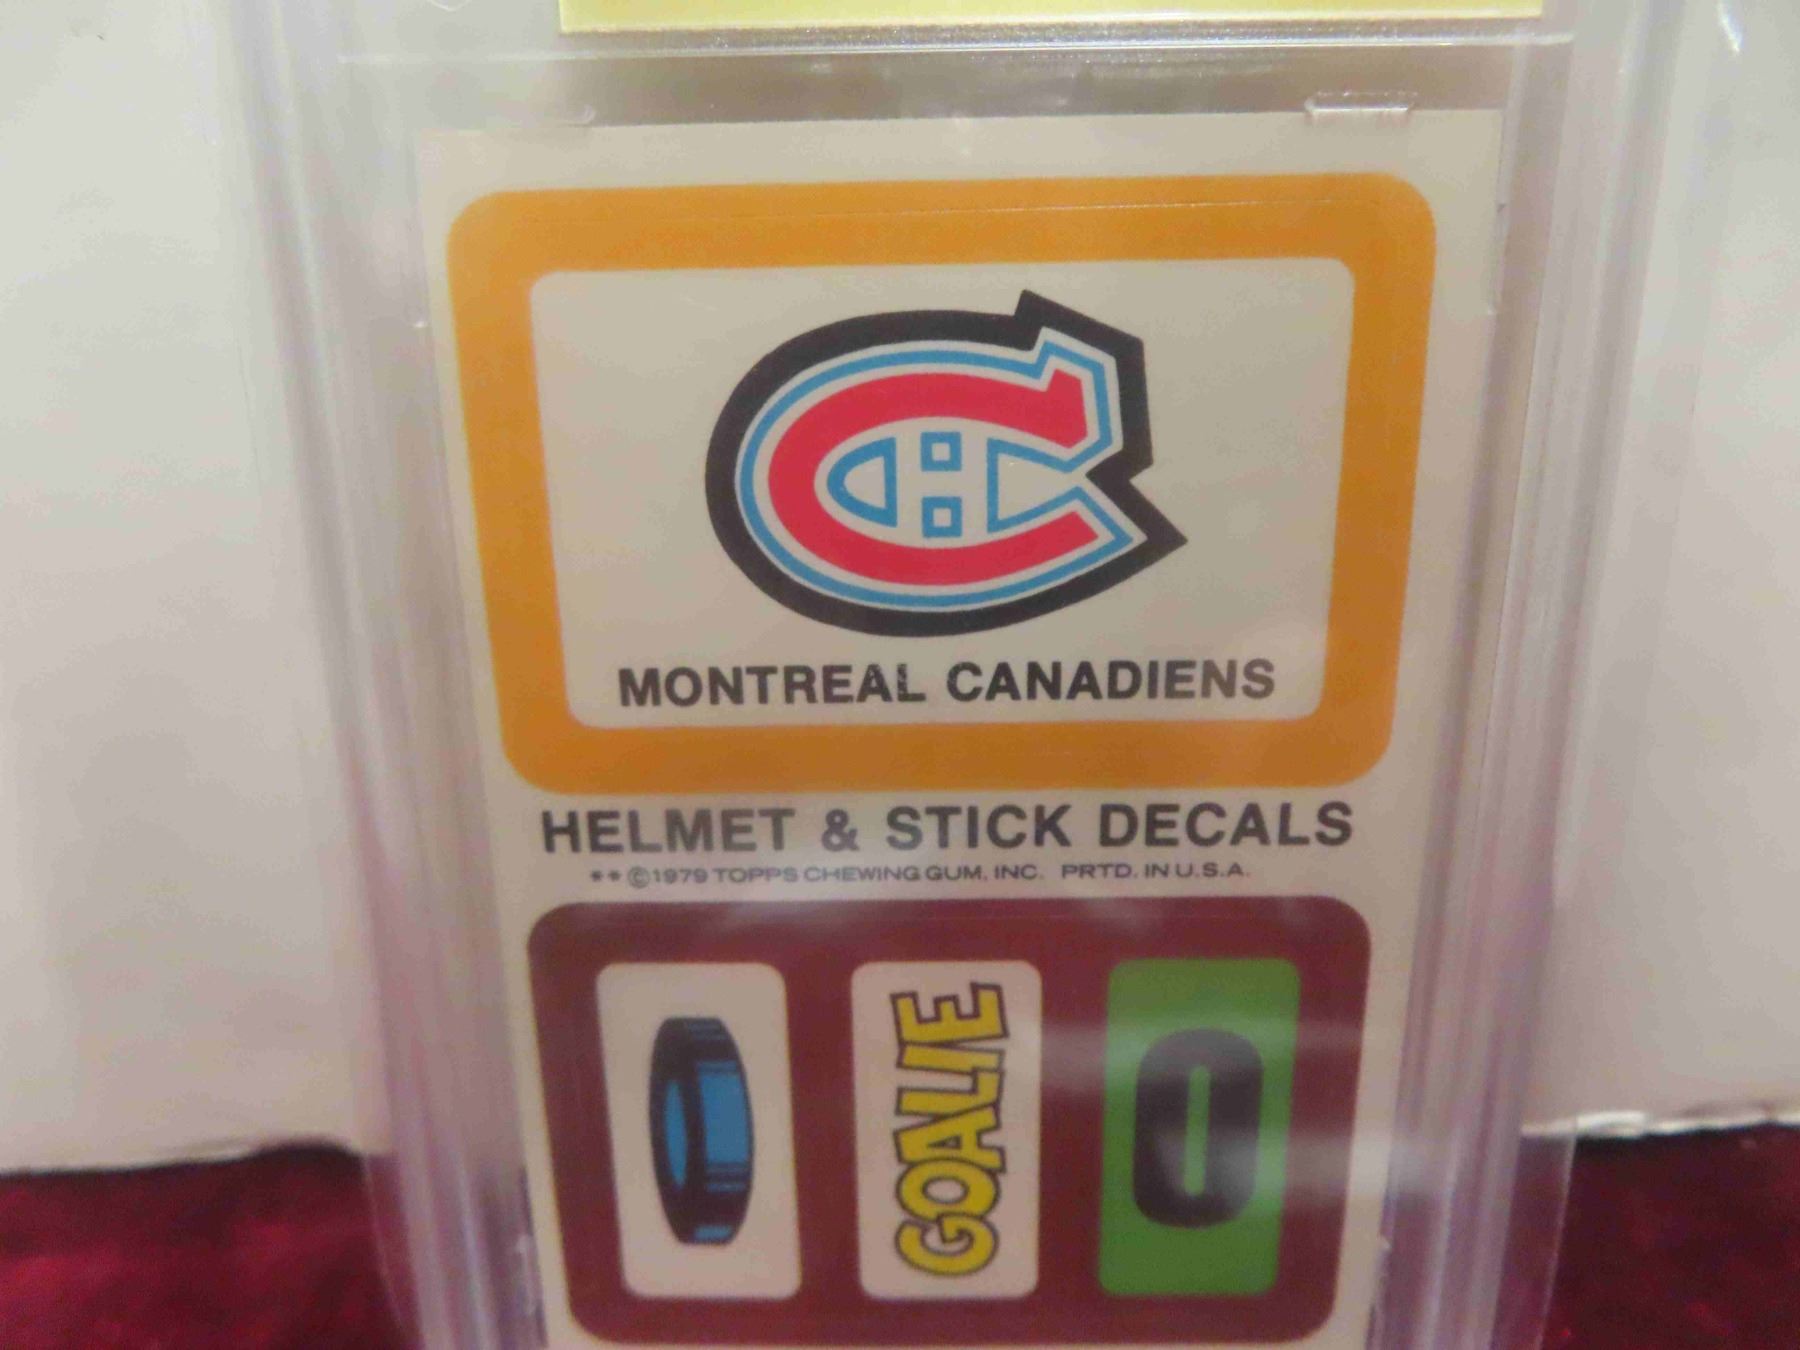 MONTREAL CANADIENS
HELMET & STICK DECALS
**©1979 TOPPS CHEWING GUM, INC. PRTD. IN U.S.A.
GOALIE
0